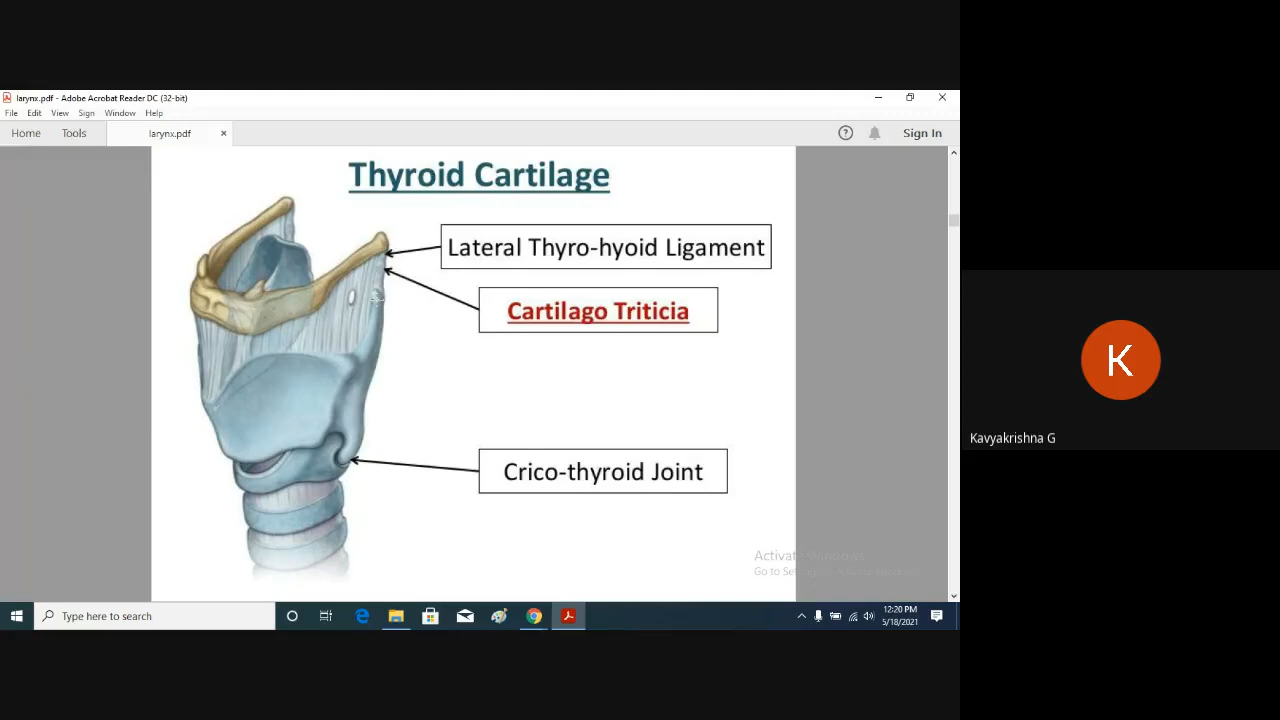 larynx.pdf - Adobe Acrobat Reader DC (32-bit)
File Edit View Sign Window Help
Home Tools larynx.pdf × Sign In
Thyroid Cartilage
Lateral Thyro-hyoid Ligament
Cartilago Triticia
Crico-thyroid Joint
K
Kavyakrishna G
Activate Windows
Type here to search
12:20 PM
5/18/2021